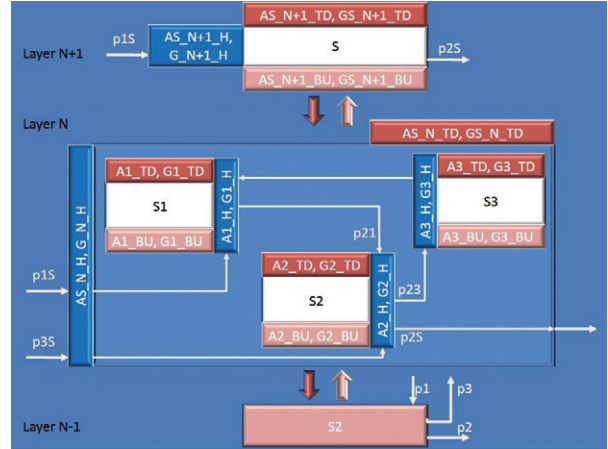 AS_N+1_TD, GS_N+1_TD
p1S
AS_N+1_H,
G_N+1_H
S
p2S
Layer N+1
AS_N+1_BU, GS_N+1_BU
Layer N
AS_N_TD, GS_N_TD
AS_N_H, G_N_H
A1_TD, G1_TD
S1
A1_BU, G1_BU
A1_H, G1_H
A3_H, G3_H
A3_TD, G3_TD
S3
A3_BU, G3_BU
p21
A2_TD, G2_TD
S2
A2_BU, G2_BU
A2_H, G2_H
p1S
p23
p2S
p3S
p1
p3
S2
p2
Layer N-1